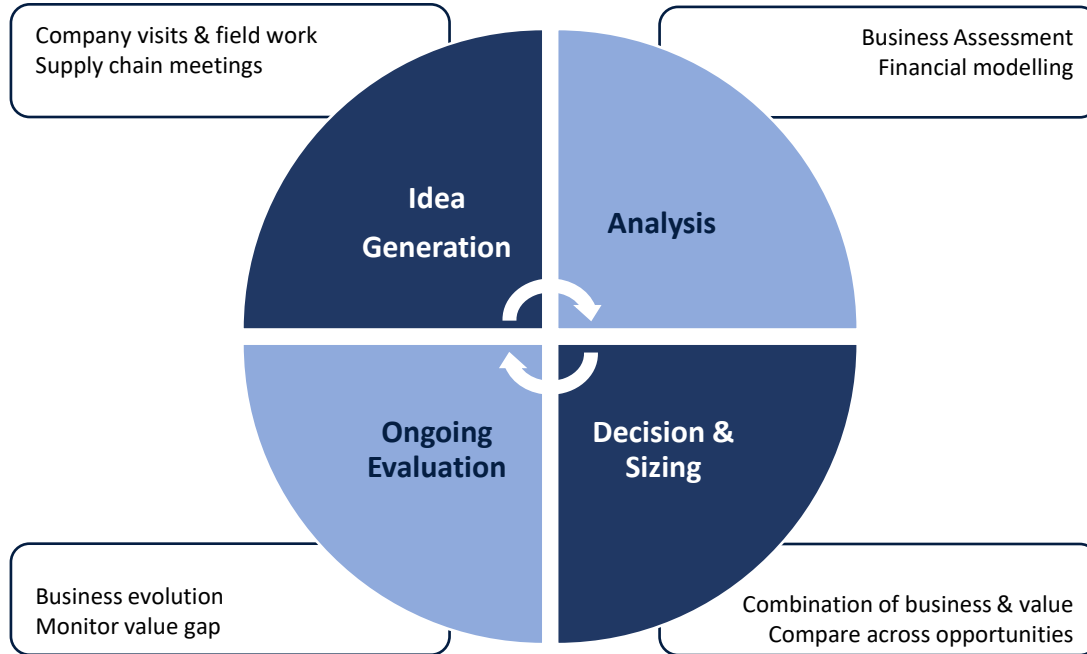 Company visits & field work
Supply chain meetings
Business Assessment
Financial modelling
Idea
Generation
Analysis
Ongoing
Evaluation
Decision &
Sizing
Business evolution
Monitor value gap
Combination of business & value
Compare across opportunities